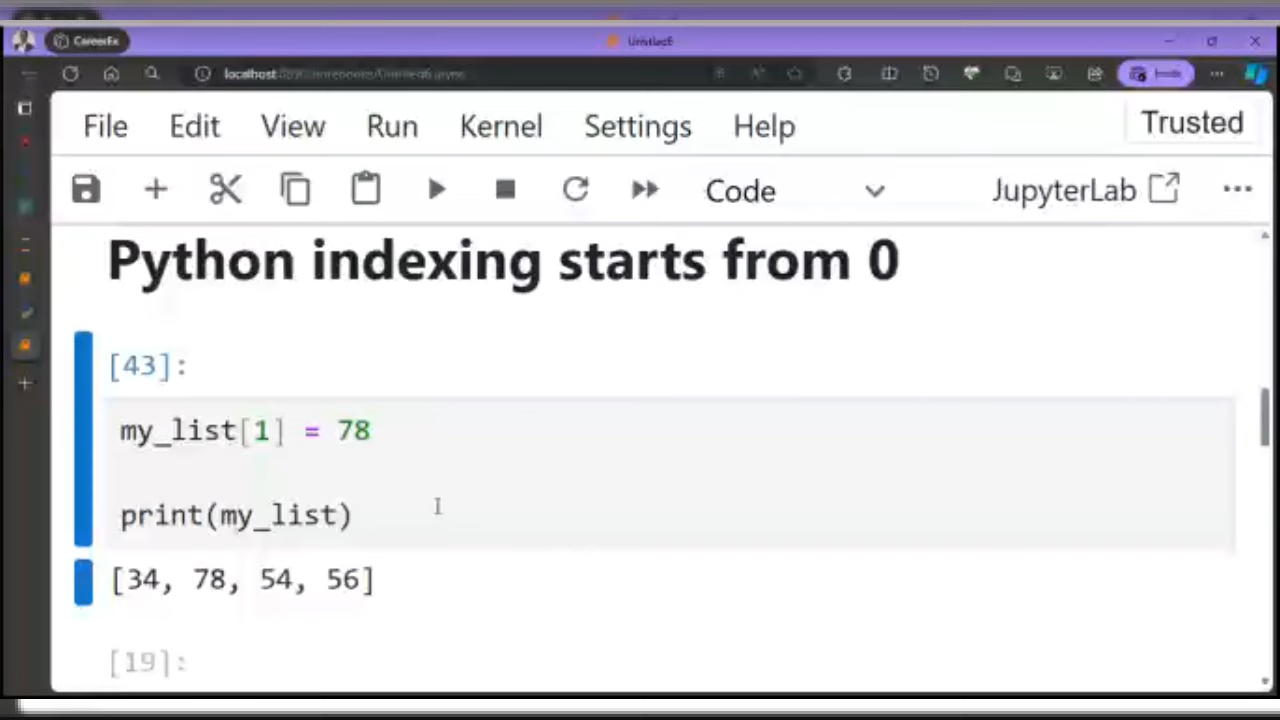 CareerEx
Untitled6
localhost
File Edit View Run Kernel Settings Help Trusted
Code JupyterLab
Python indexing starts from 0
[43]:
my_list[1] = 78
print(my_list)
[34, 78, 54, 56]
[19]: